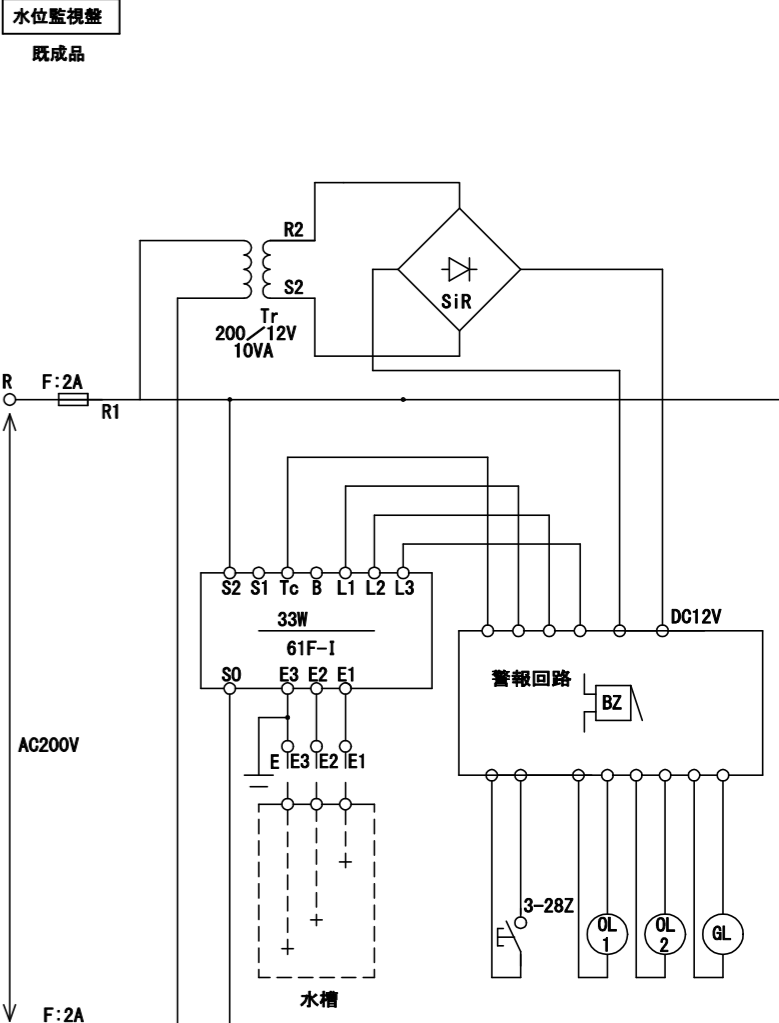 水位監視盤
既成品
R2
S2
Tr
200/12V
10VA
SiR
R
F:2A
R1
S2 S1 Tc B L1 L2 L3
33W
61F-I
S0 E3 E2 E1
DC12V
警報回路
BZ
AC200V
E E3 E2 E1
3-28Z
OL
1
OL
2
GL
水槽
F:2A